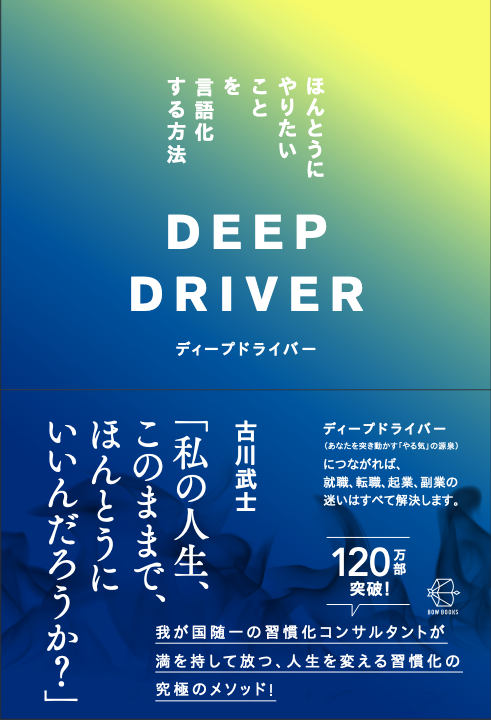 ほんとうに
やりたい
こと
を
言語化
する方法
DEEP
DRIVER
ディープドライバー
古川武士
「私の人生、
このままで、
ほんとうに
いいんだろうか?」
ディープドライバー
(あなたを突き動かす「やる気」の源泉)
につながれば、
就職、転職、起業、副業の
迷いはすべて解決します。
120万部
突破!
BOW BOOKS
我が国随一の習慣化コンサルタントが
満を持して放つ、人生を変える習慣化の
究極のメソッド!